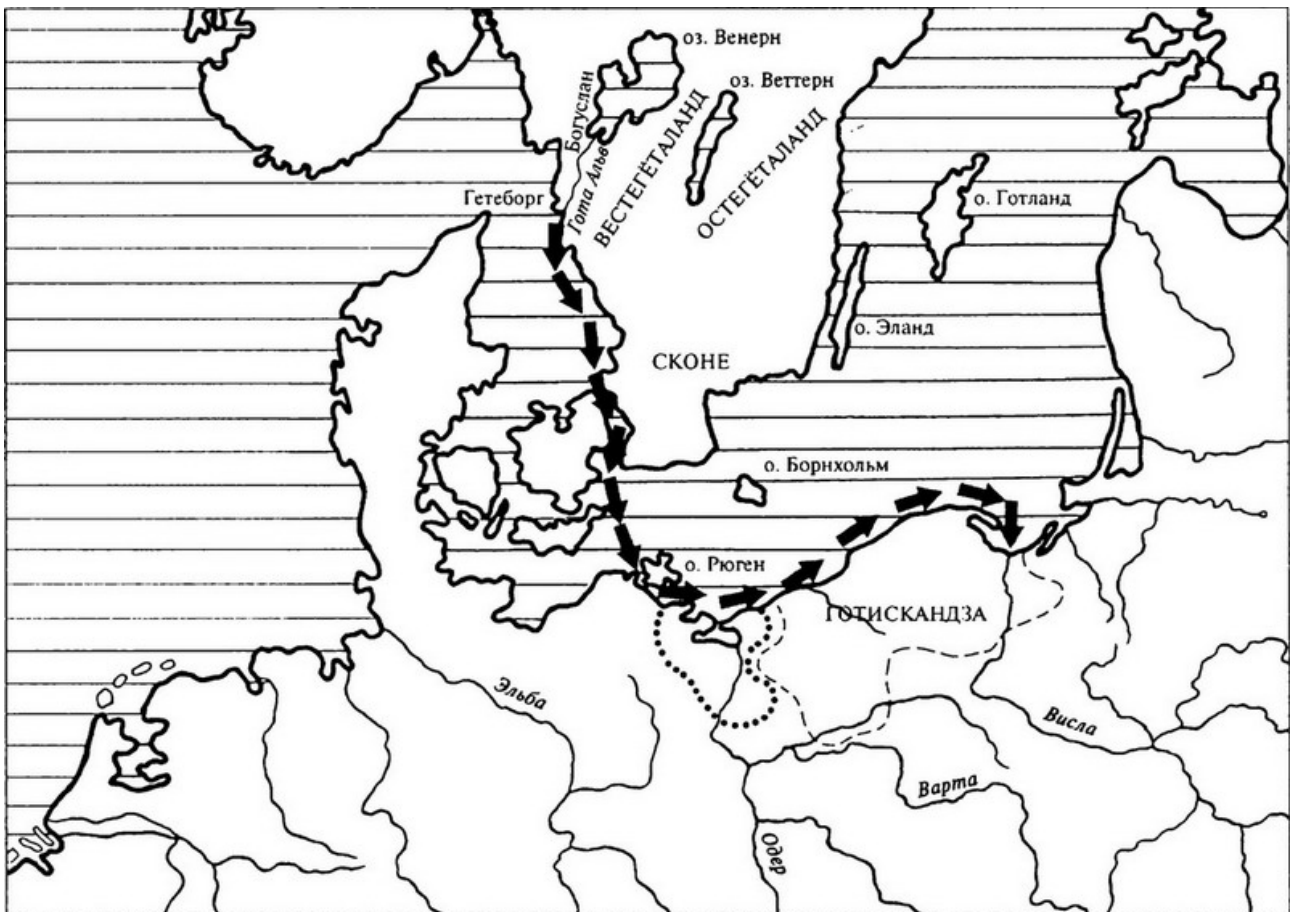 оз. Венерн
оз. Веттерн
Богуслан
Гота Альв
ВЕСТЕГЁТАЛАНД
ОСТЕГЁТАЛАНД
Гетеборг
о. Готланд
о. Эланд
СКОНЕ
о. Борнхольм
о. Рюген
ГОТИСКАНДЗА
Эльба
Висла
Варта
Одер